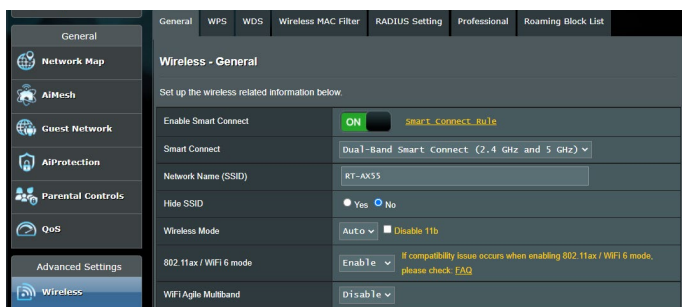 General WPS WDS Wireless MAC Filter RADIUS Setting Professional Roaming Block List
General
Network Map
AiMesh
Guest Network
AiProtection
Parental Controls
QoS
Advanced Settings
Wireless
Wireless - General
Set up the wireless related information below.
Enable Smart Connect ON Smart Connect Rule
Smart Connect Dual-Band Smart Connect (2.4 GHz and 5 GHz)
Network Name (SSID) RT-AX55
Hide SSID Yes No
Wireless Mode Auto Disable 11b
802.11ax / WiFi 6 mode Enable If compatibility issue occurs when enabling 802.11ax / WiFi 6 mode,
please check: FAQ
WiFi Agile Multiband Disable